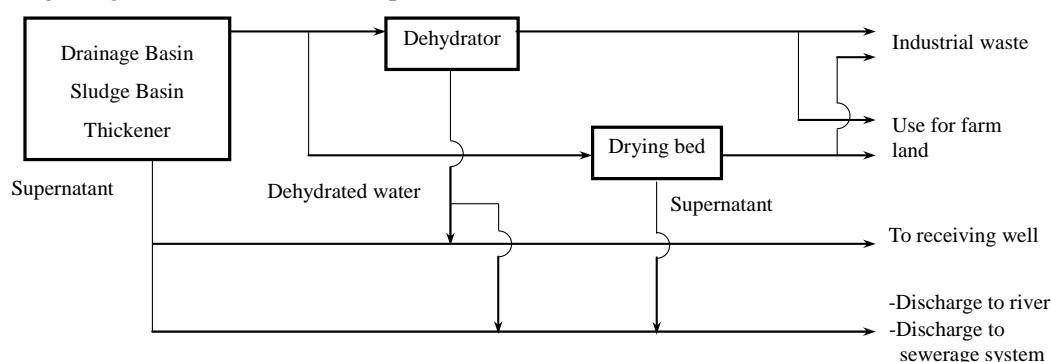 Drainage Basin
Sludge Basin
Thickener
Dehydrator
Industrial waste
Use for farm
land
Drying bed
Supernatant
Dehydrated water
Supernatant
To receiving well
-Discharge to river
-Discharge to
sewerage system